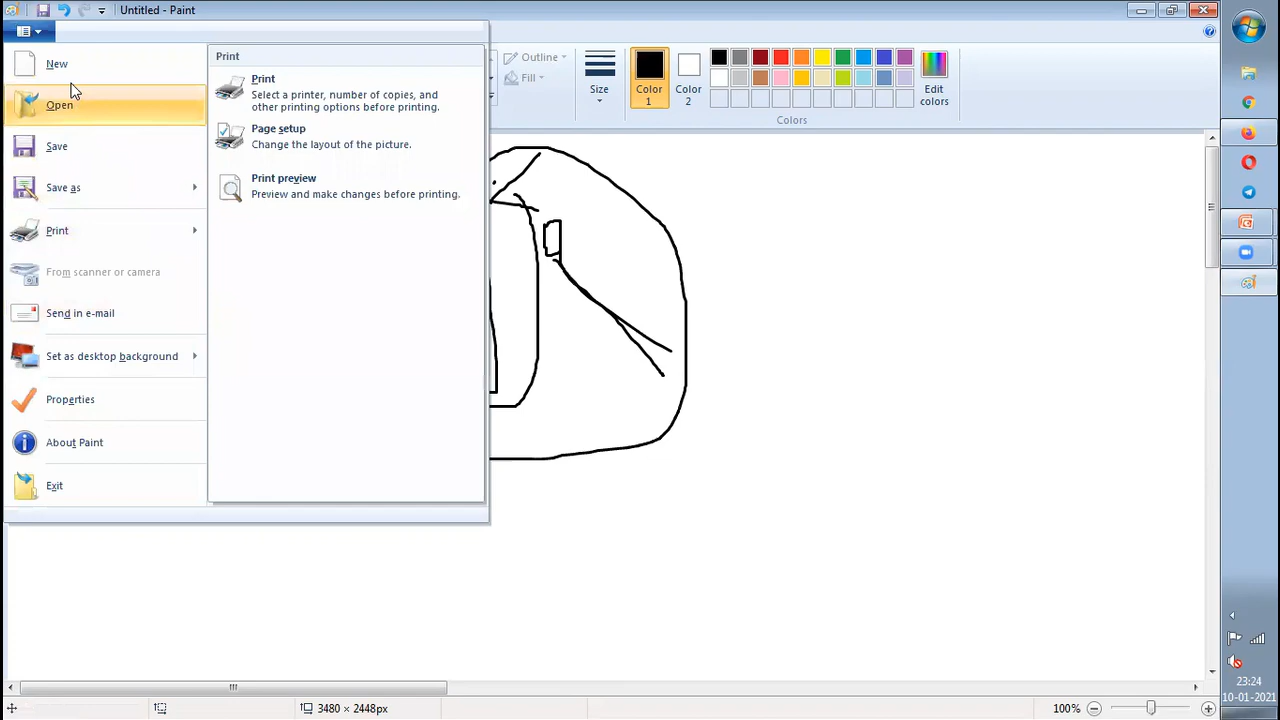 Untitled - Paint
New
Open
Save
Save as
Print
From scanner or camera
Send in e-mail
Set as desktop background
Properties
About Paint
Exit
Print
Print
Select a printer, number of copies, and
other printing options before printing.
Page setup
Change the layout of the picture.
Print preview
Preview and make changes before printing.
Outline
Fill
Size
Color
1
Color
2
Edit
colors
Colors
3480 × 2448px
100%
23:24
10-01-2021